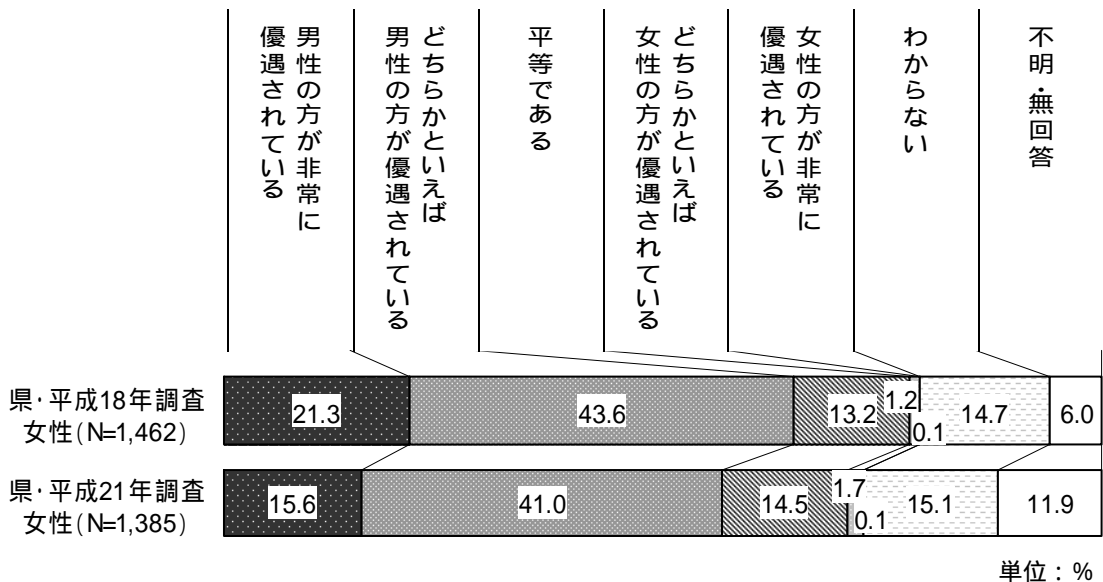 男性の方が非常に
優遇されている
どちらかといえば
男性の方が優遇されている
平等である
どちらかといえば
女性の方が優遇されている
女性の方が非常に
優遇されている
わからない
不明・無回答
県・平成18年調査
女性(N=1,462)
21.3
43.6
13.2
1.2
0.1
14.7
6.0
県・平成21年調査
女性(N=1,385)
15.6
41.0
14.5
1.7
0.1
15.1
11.9
単位:%